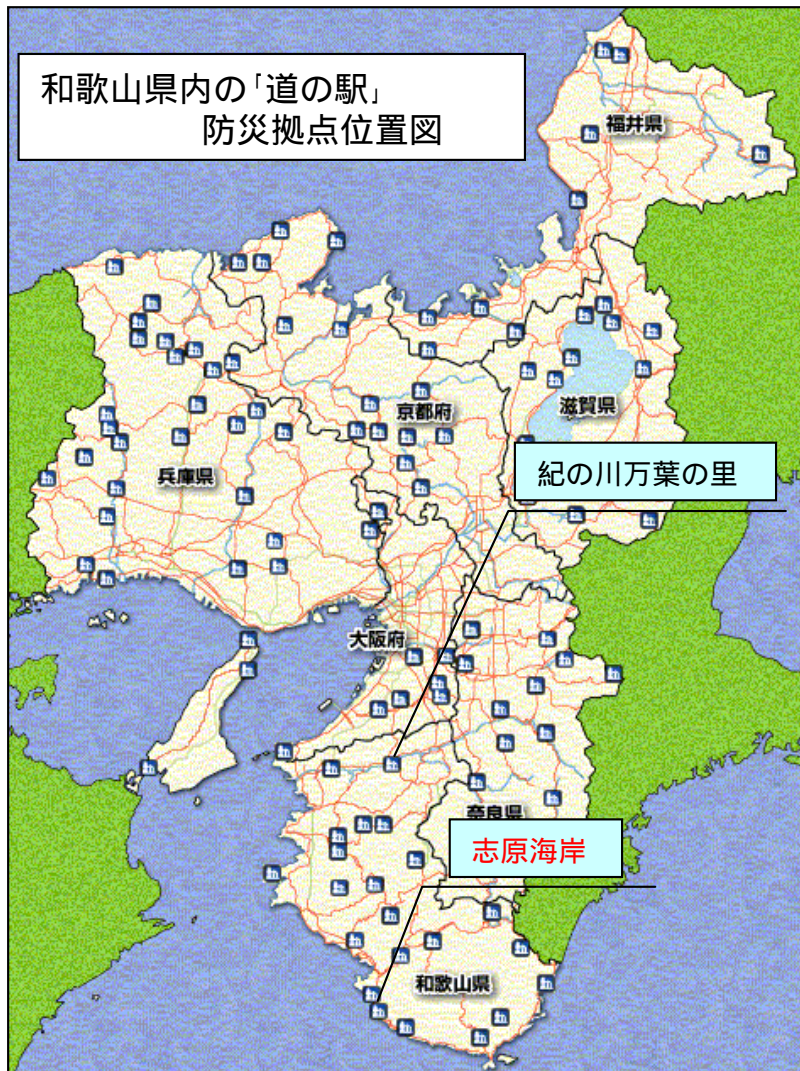 和歌山県内の「道の駅」
防災拠点位置図
福井県
京都府
滋賀県
兵庫県
紀の川万葉の里
大阪府
奈良県
志原海岸
和歌山県